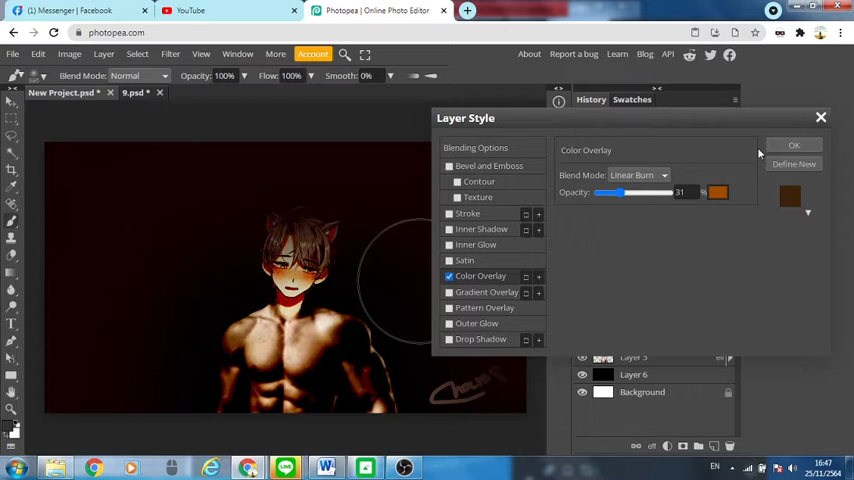 (1) Messenger | Facebook
YouTube
Photopea | Online Photo Editor
photopea.com
File Edit Image Layer Select Filter View Window More Account
About Report a bug Learn Blog API
Blend Mode: Normal Opacity: 100% Flow: 100% Smooth: 0%
New Project.psd * 9.psd *
History Swatches
Layer Style
Blending Options
Bevel and Emboss
Contour
Texture
Stroke
Inner Shadow
Inner Glow
Satin
Color Overlay
Gradient Overlay
Pattern Overlay
Outer Glow
Drop Shadow
Color Overlay
Blend Mode: Linear Burn
Opacity: 31 %
OK
Define New
Layer 5 eff
Layer 6
Background
eff
EN
16:47
25/11/2564